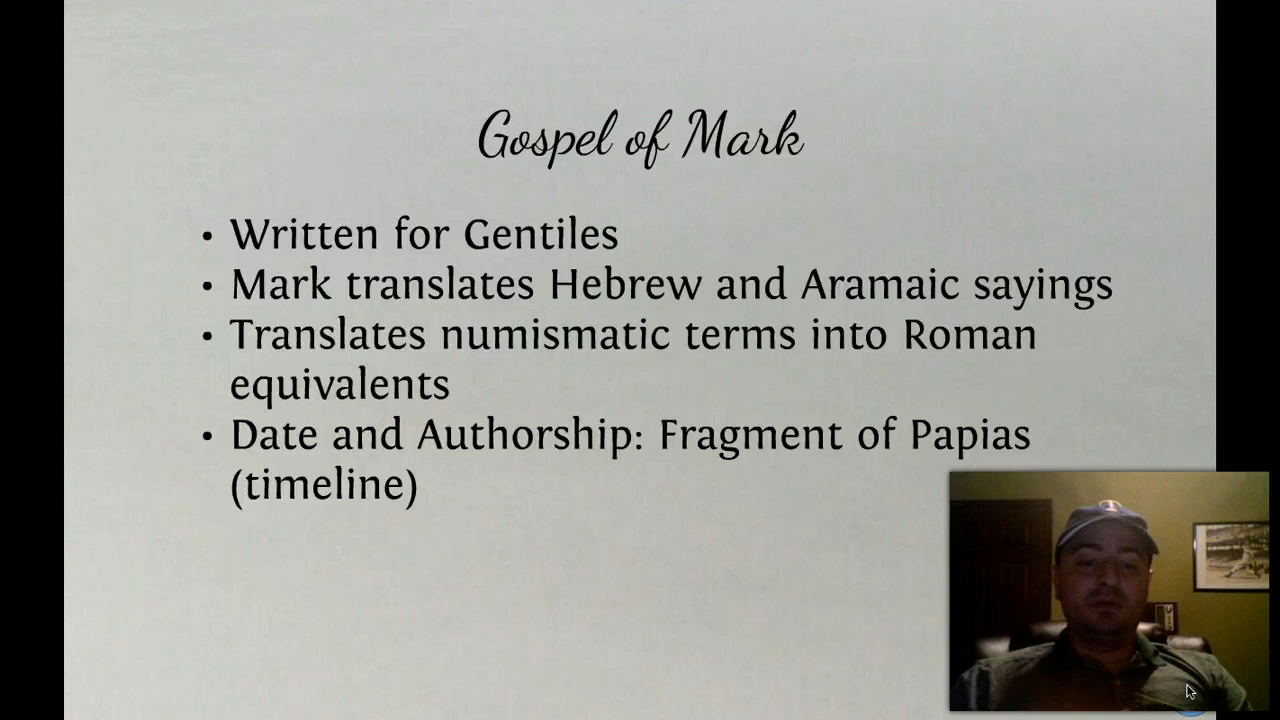 Gospel of Mark
• Written for Gentiles
• Mark translates Hebrew and Aramaic sayings
• Translates numismatic terms into Roman
equivalents
• Date and Authorship: Fragment of Papias
(timeline)